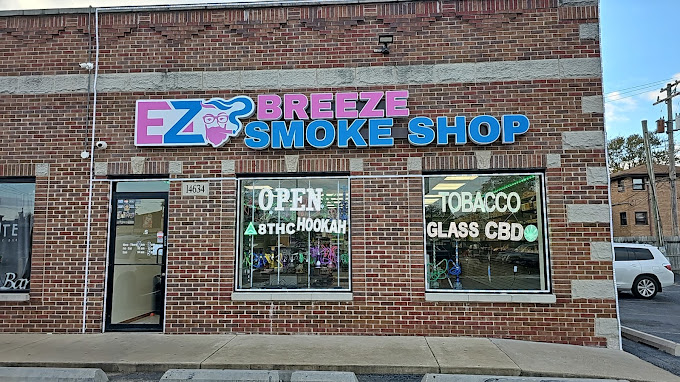 EZ BREEZE
SMOKE SHOP
14634
OPEN
8THC HOOKAH
TOBACCO
GLASS CBD